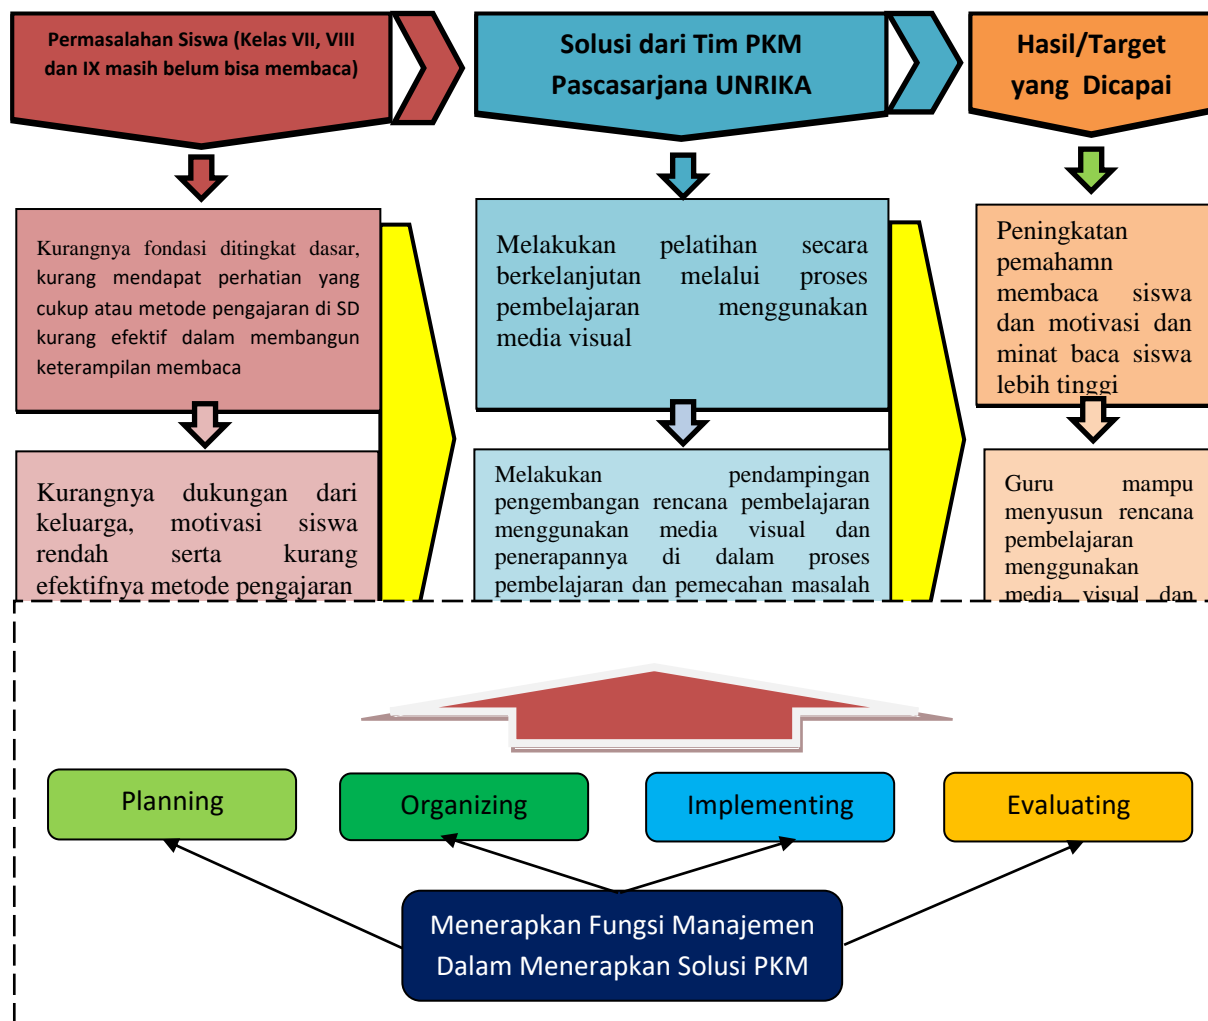 Permasalahan Siswa (Kelas VII, VIII
dan IX masih belum bisa membaca)
Solusi dari Tim PKM
Pascasarjana UNRIKA
Hasil/Target
yang Dicapai
Kurangnya fondasi ditingkat dasar,
kurang mendapat perhatian yang
cukup atau metode pengajaran di SD
kurang efektif dalam membangun
keterampilan membaca
Melakukan pelatihan secara
berkelanjutan melalui proses
pembelajaran menggunakan
media visual
Peningkatan
pemahamn
membaca siswa
dan motivasi dan
minat baca siswa
lebih tinggi
Kurangnya dukungan dari
keluarga, motivasi siswa
rendah serta kurang
efektifnya metode pengajaran
Melakukan pendampingan
pengembangan rencana pembelajaran
menggunakan media visual dan
penerapannya di dalam proses
pembelajaran dan pemecahan masalah
Guru mampu
menyusun rencana
pembelajaran
menggunakan
media visual dan
Planning
Organizing
Implementing
Evaluating
Menerapkan Fungsi Manajemen
Dalam Menerapkan Solusi PKM